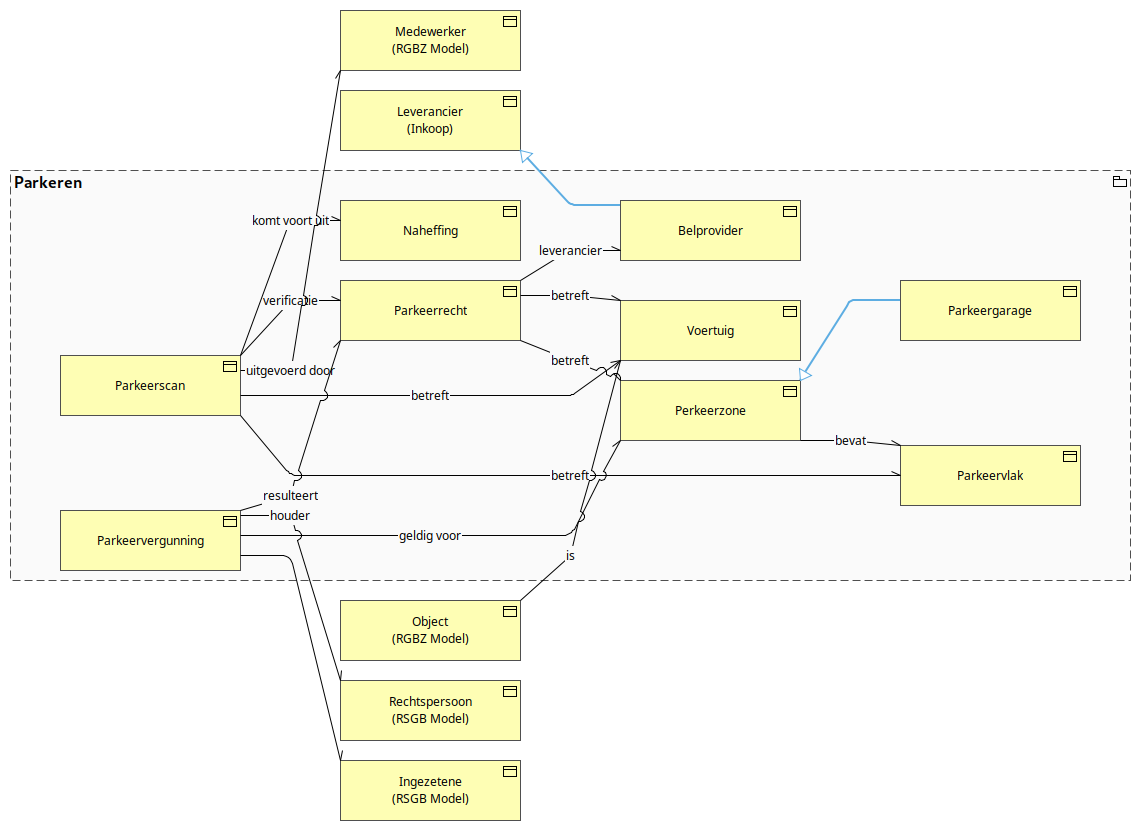 Medewerker
(RGBZ Model)
Leverancier
(Inkoop)
Parkeren
komt voort uit
Naheffing
Belprovider
leverancier
verificatie
Parkeerrecht
betreft
Voertuig
Parkeergarage
betreft
uitgevoerd door
Parkeerscan
betreft
Perkeerzone
bevat
betreft
Parkeervlak
resulteert
houder
Parkeervergunning
geldig voor
is
Object
(RGBZ Model)
Rechtspersoon
(RSGB Model)
Ingezetene
(RSGB Model)